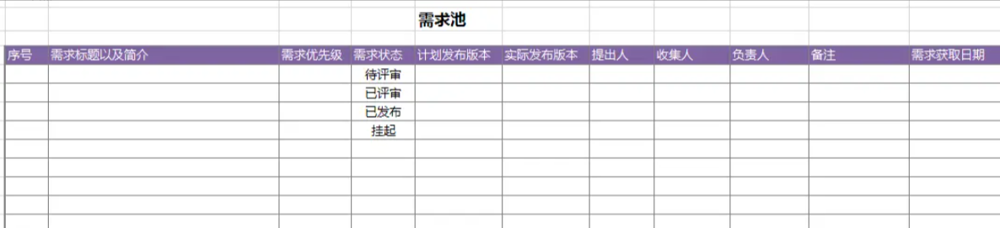 需求池
序号 需求标题以及简介 需求优先级 需求状态 计划发布版本 实际发布版本 提出人 收集人 负责人 备注 需求获取日期
待评审
已评审
已发布
挂起